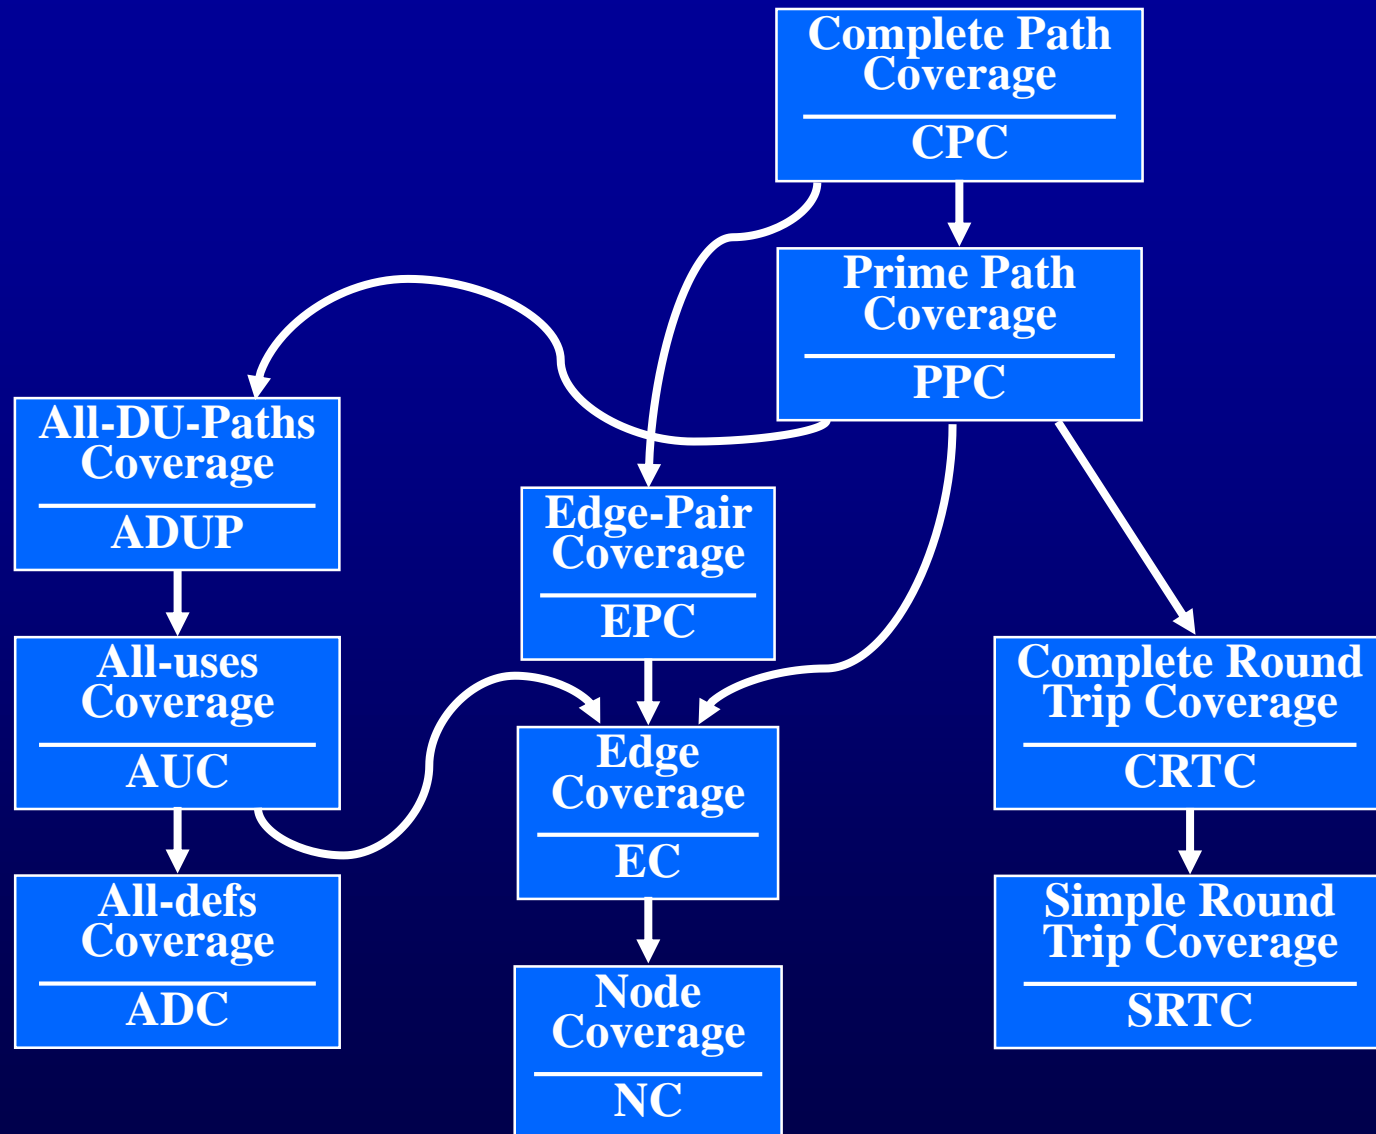 Complete Path
Coverage
CPC
Prime Path
Coverage
PPC
All-DU-Paths
Coverage
ADUP
Edge-Pair
Coverage
EPC
All-uses
Coverage
AUC
Complete Round
Trip Coverage
CRTC
Edge
Coverage
EC
All-defs
Coverage
ADC
Simple Round
Trip Coverage
SRTC
Node
Coverage
NC